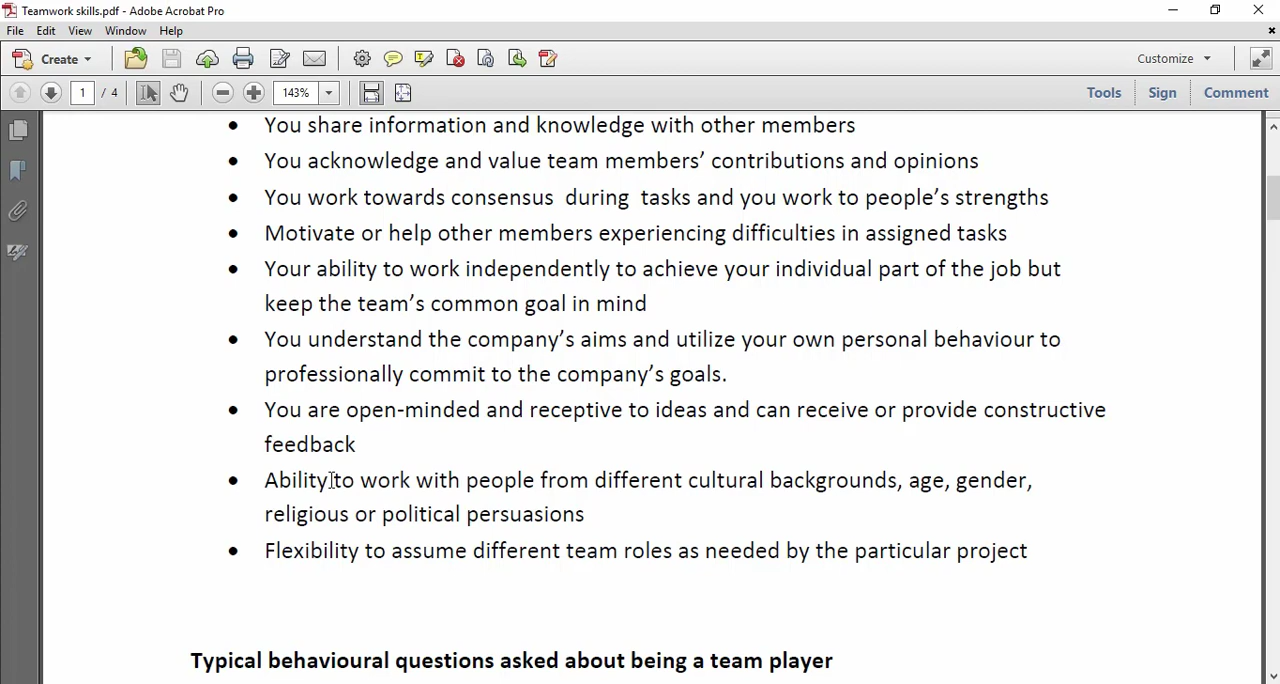 Teamwork skills.pdf - Adobe Acrobat Pro
File Edit View Window Help
Create Customize
1 / 4 143% Tools Sign Comment
• You share information and knowledge with other members
• You acknowledge and value team members’ contributions and opinions
• You work towards consensus during tasks and you work to people’s strengths
• Motivate or help other members experiencing difficulties in assigned tasks
• Your ability to work independently to achieve your individual part of the job but
keep the team’s common goal in mind
• You understand the company’s aims and utilize your own personal behaviour to
professionally commit to the company’s goals.
• You are open-minded and receptive to ideas and can receive or provide constructive
feedback
• Ability to work with people from different cultural backgrounds, age, gender,
religious or political persuasions
• Flexibility to assume different team roles as needed by the particular project
Typical behavioural questions asked about being a team player